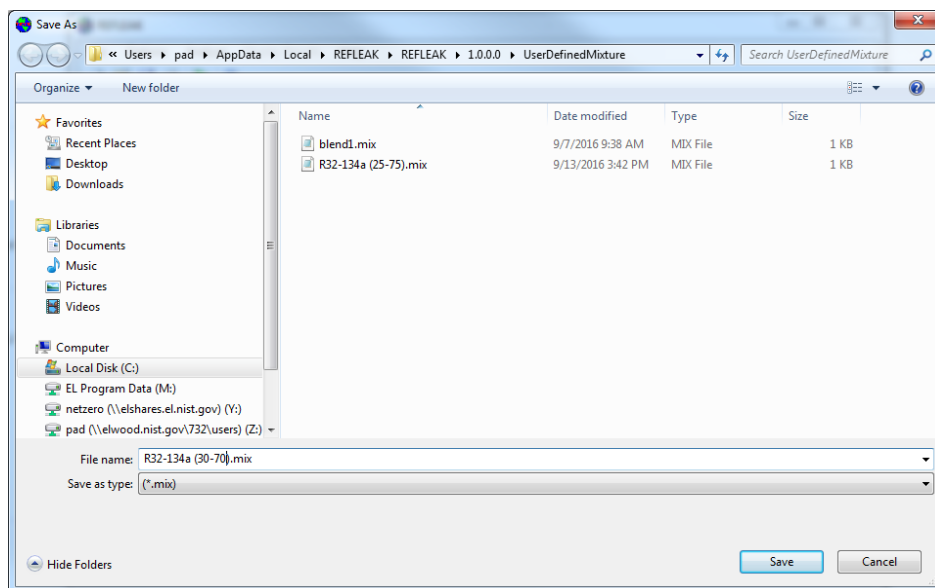 Save As
« Users ▸ pad ▸ AppData ▸ Local ▸ REFLEAK ▸ REFLEAK ▸ 1.0.0.0 ▸ UserDefinedMixture
Search UserDefinedMixture
Organize New folder
Name Date modified Type Size
blend1.mix 9/7/2016 9:38 AM MIX File 1 KB
R32-134a (25-75).mix 9/13/2016 3:42 PM MIX File 1 KB
Favorites
Recent Places
Desktop
Downloads
Libraries
Documents
Music
Pictures
Videos
Computer
Local Disk (C:)
EL Program Data (M:)
netzero (\\elshares.el.nist.gov) (Y:)
pad (\\elwood.nist.gov\732\users) (Z:)
File name: R32-134a (30-70).mix
Save as type: (*.mix)
Hide Folders
Save Cancel